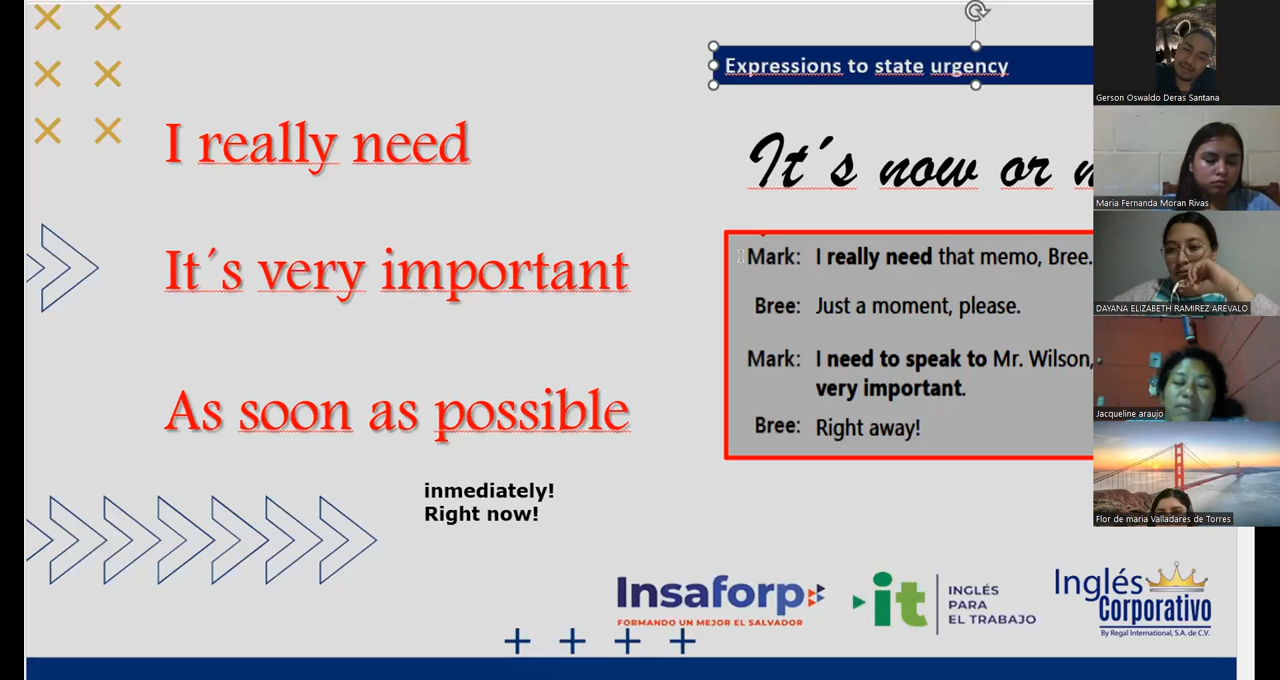 Expressions to state urgency
I really need
It´s very important
As soon as possible
inmediately!
Right now!
It´s now or
Mark: I really need that memo, Bree.
Bree: Just a moment, please.
Mark: I need to speak to Mr. Wilson,
very important.
Bree: Right away!
Insaforp
FORMANDO UN MEJOR EL SALVADOR
it
INGLÉS
PARA
EL TRABAJO
Inglés
Corporativo
By Regal International, S.A. de C.V.
Gerson Oswaldo Deras Santana
María Fernanda Moran Rivas
DAYANA ELIZABETH RAMIREZ AREVALO
Jacqueline araujo
Flor de maria Valladares de Torres